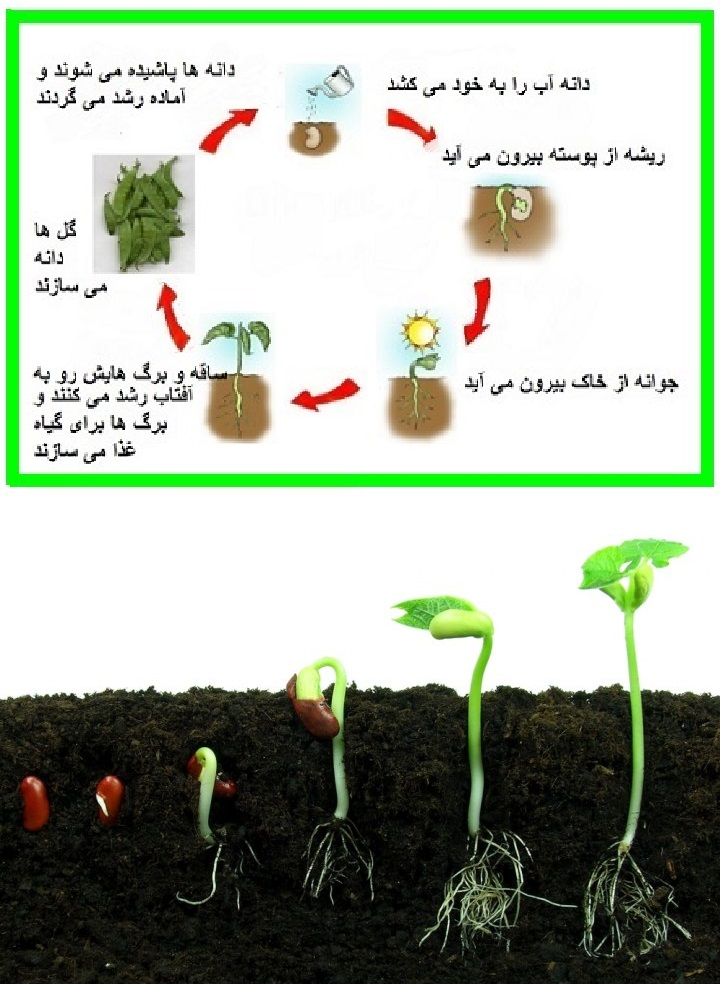 دانه آب را به خود می کشد
ریشه از پوسته بیرون می آید
جوانه از خاک بیرون می آید
ساقه و برگ هایش رو به
آفتاب رشد می کنند و
برگ ها برای گیاه
غذا می سازند
گل ها
دانه
می سازند
دانه ها پاشیده می شوند و
آماده رشد می گردند